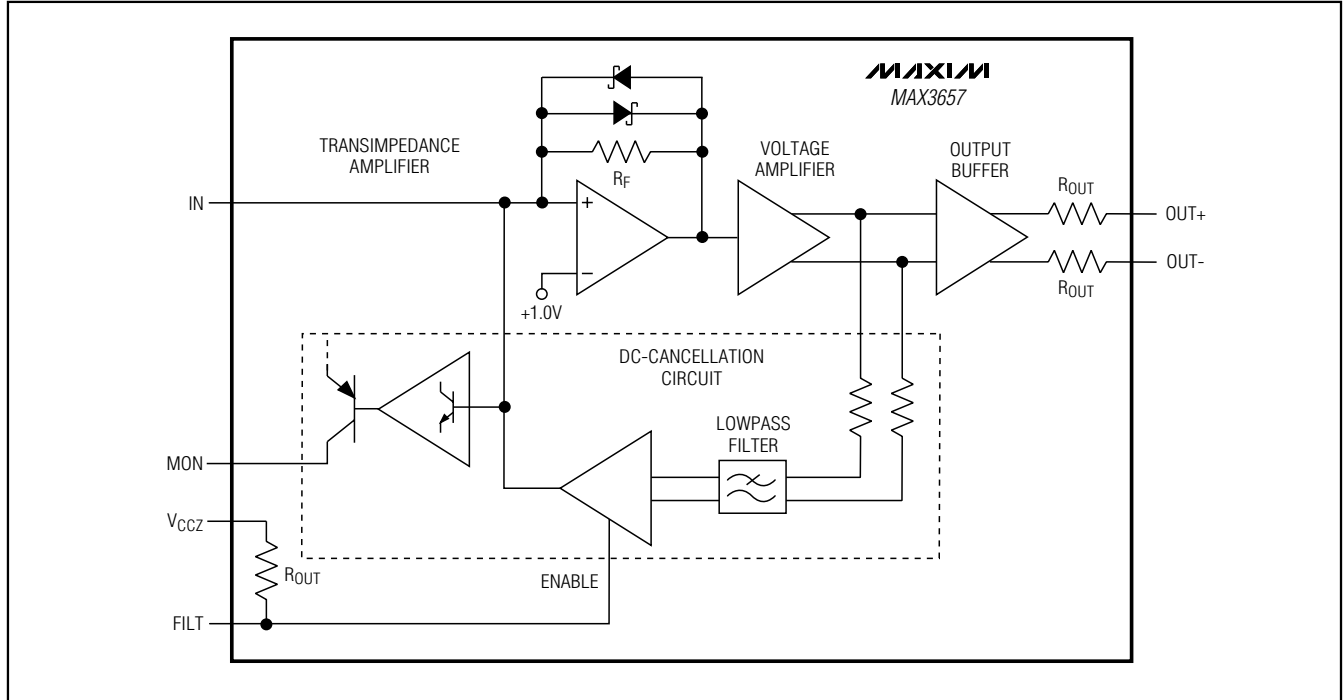 MAXIM
MAX3657
TRANSIMPEDANCE
AMPLIFIER
RF
VOLTAGE
AMPLIFIER
OUTPUT
BUFFER
ROUT
IN
+
−
+1.0V
OUT+
OUT-
ROUT
DC-CANCELLATION
CIRCUIT
LOWPASS
FILTER
MON
VCCZ
ROUT
ENABLE
FILT